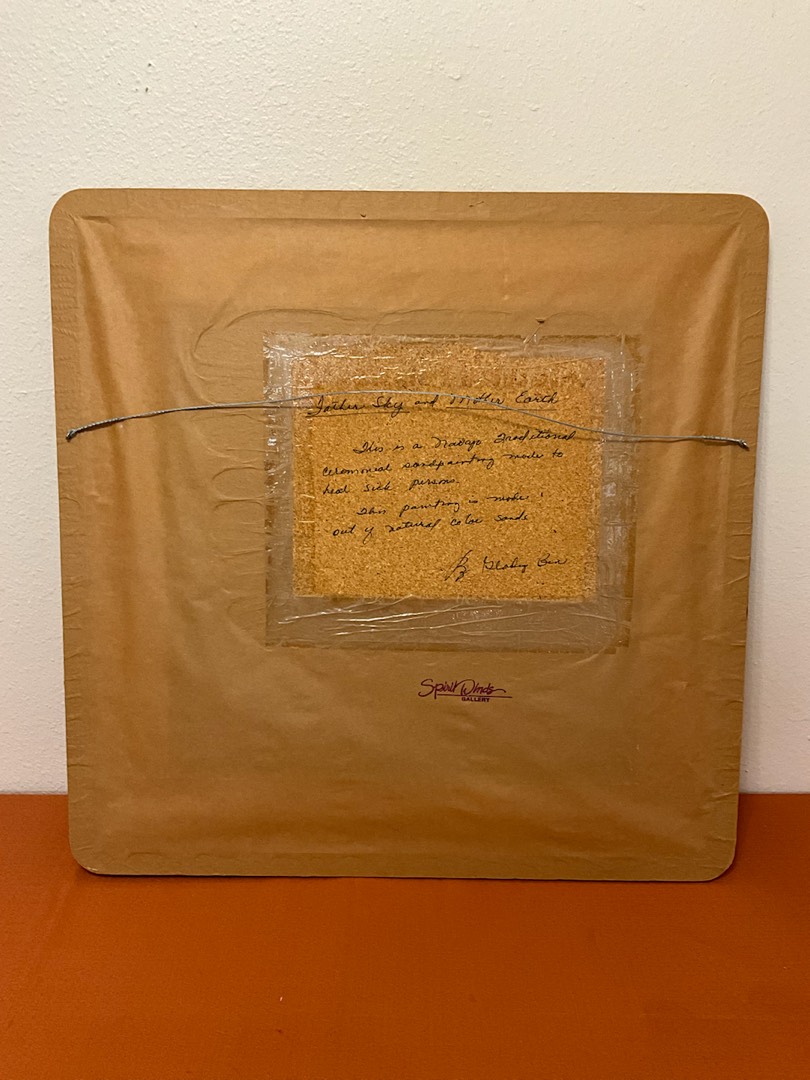 Father Sky and Mother Earth
This is a Navajo Traditional
ceremonial sandpainting made to
heal sick persons.
This painting is made
out of natural color sands
By
Spirit Winds
GALLERY